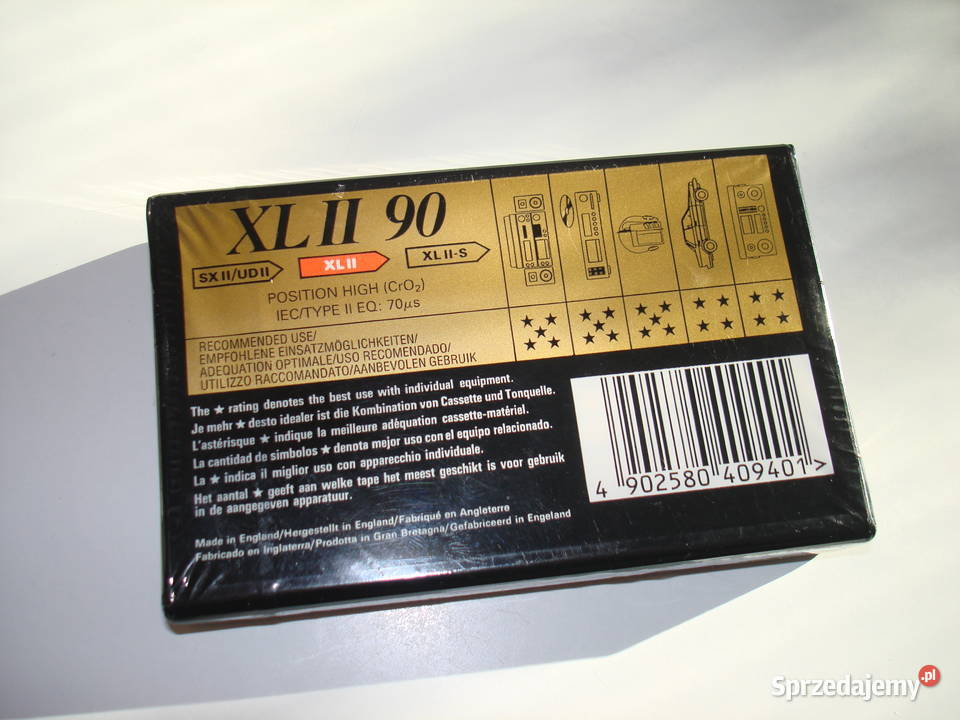 XL II 90
SX II/UD II
XL II
XL II-S
POSITION HIGH (CrO₂)
IEC/TYPE II EQ: 70µs
RECOMMENDED USE/
EMPFOHLENE EINSATZMÖGLICHKEITEN/
ADEQUATION OPTIMALE/USO RECOMENDADO/
UTILIZZO RACCOMANDATO/AANBEVOLEN GEBRUIK
The ★ rating denotes the best use with individual equipment.
Je mehr ★ desto idealer ist die Kombination von Cassette und Tonquelle.
L'astérisque ★ indique la meilleure adéquation cassette-matériel.
La cantidad de simbolos ★ denota mejor uso con el equipo relacionado.
La ★ indica il miglior uso con apparecchio individuale.
Het aantal ★ geeft aan welke tape het meest geschikt is voor gebruik
in de aangegeven apparatuur.
Made in England/Hergestellt in England/Fabriqué en Angleterre
Fabricado en Inglaterra/Prodotta in Gran Bretagna/Gefabriceerd in Engeland
4 902580 409401 >
Sprzedajemy.pl